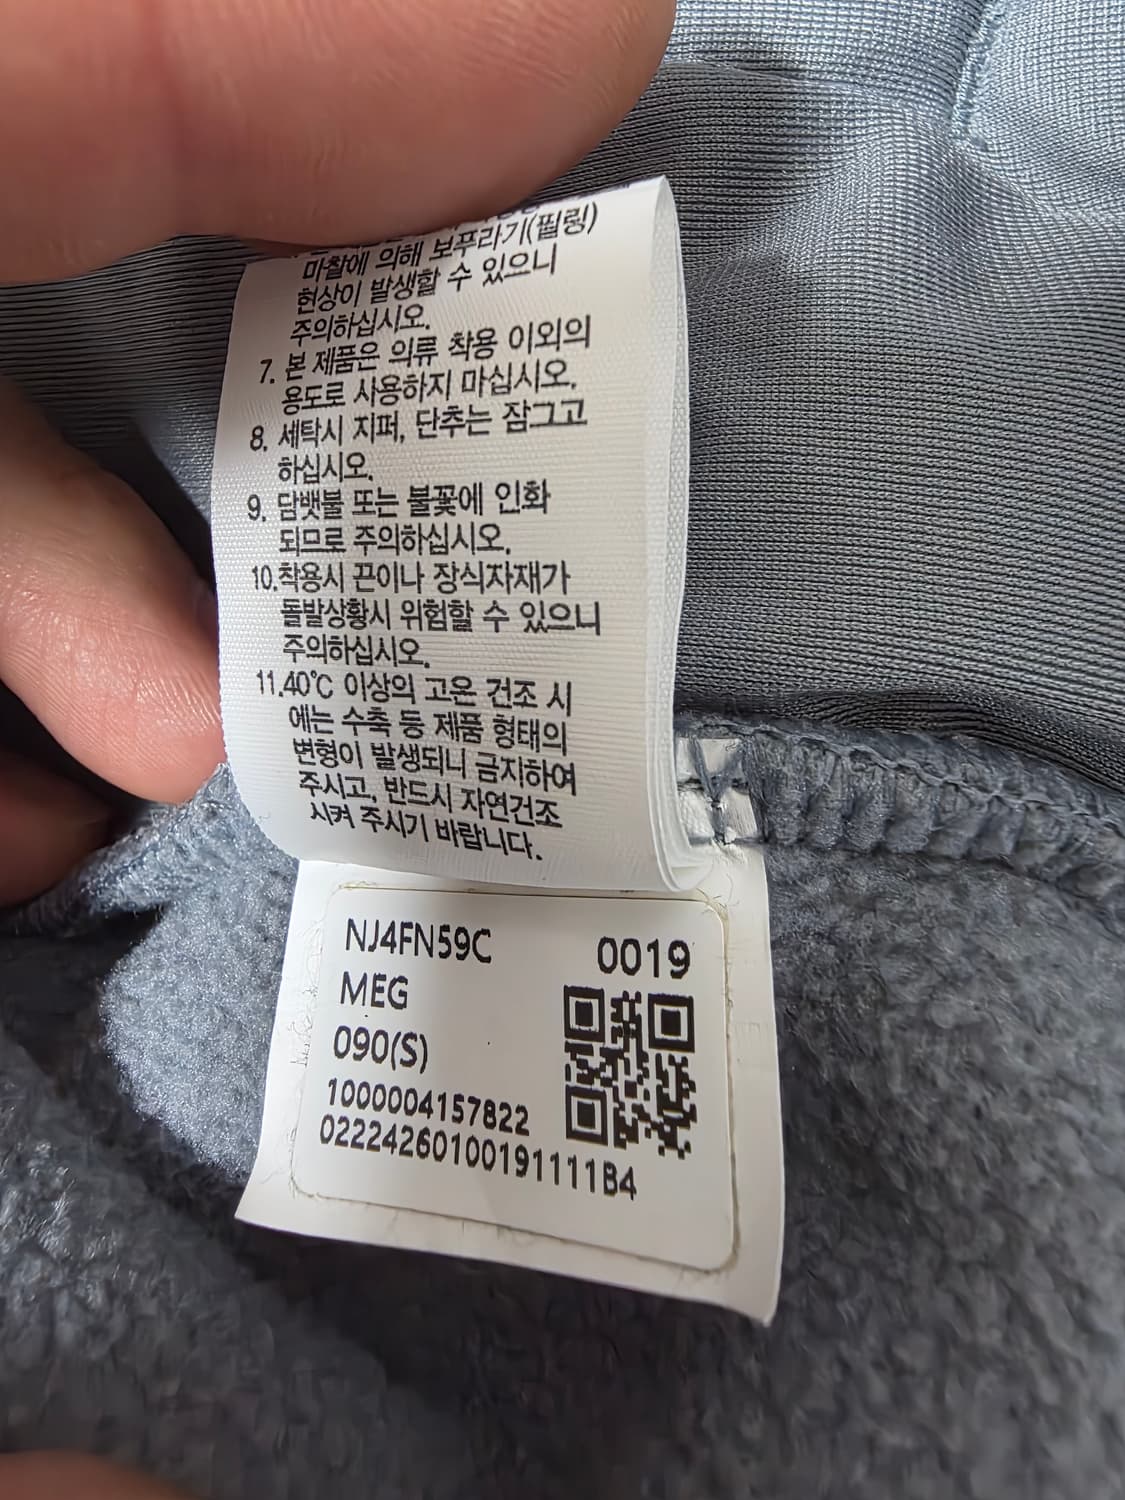 보푸라기(필링)
마찰에 의해
현상이 발생할 수 있으니
주의하십시오.
7. 본 제품은 의류 착용 이외의
용도로 사용하지 마십시오.
8. 세탁시 지퍼, 단추는 잠그고
하십시오.
9. 담뱃불 또는 불꽃에 인화
되므로 주의하십시오.
10.착용시 끈이나 장식자재가
돌발상황시 위험할 수 있으니
주의하십시오.
11.40℃ 이상의 고온 건조 시
에는 수축 등 제품 형태의
변형이 발생되니 금지하여
주시고, 반드시 자연건조
시켜 주시기 바랍니다.
NJ4FN59C 0019
MEG
090(S)
1000004157822
02224260100191111B4